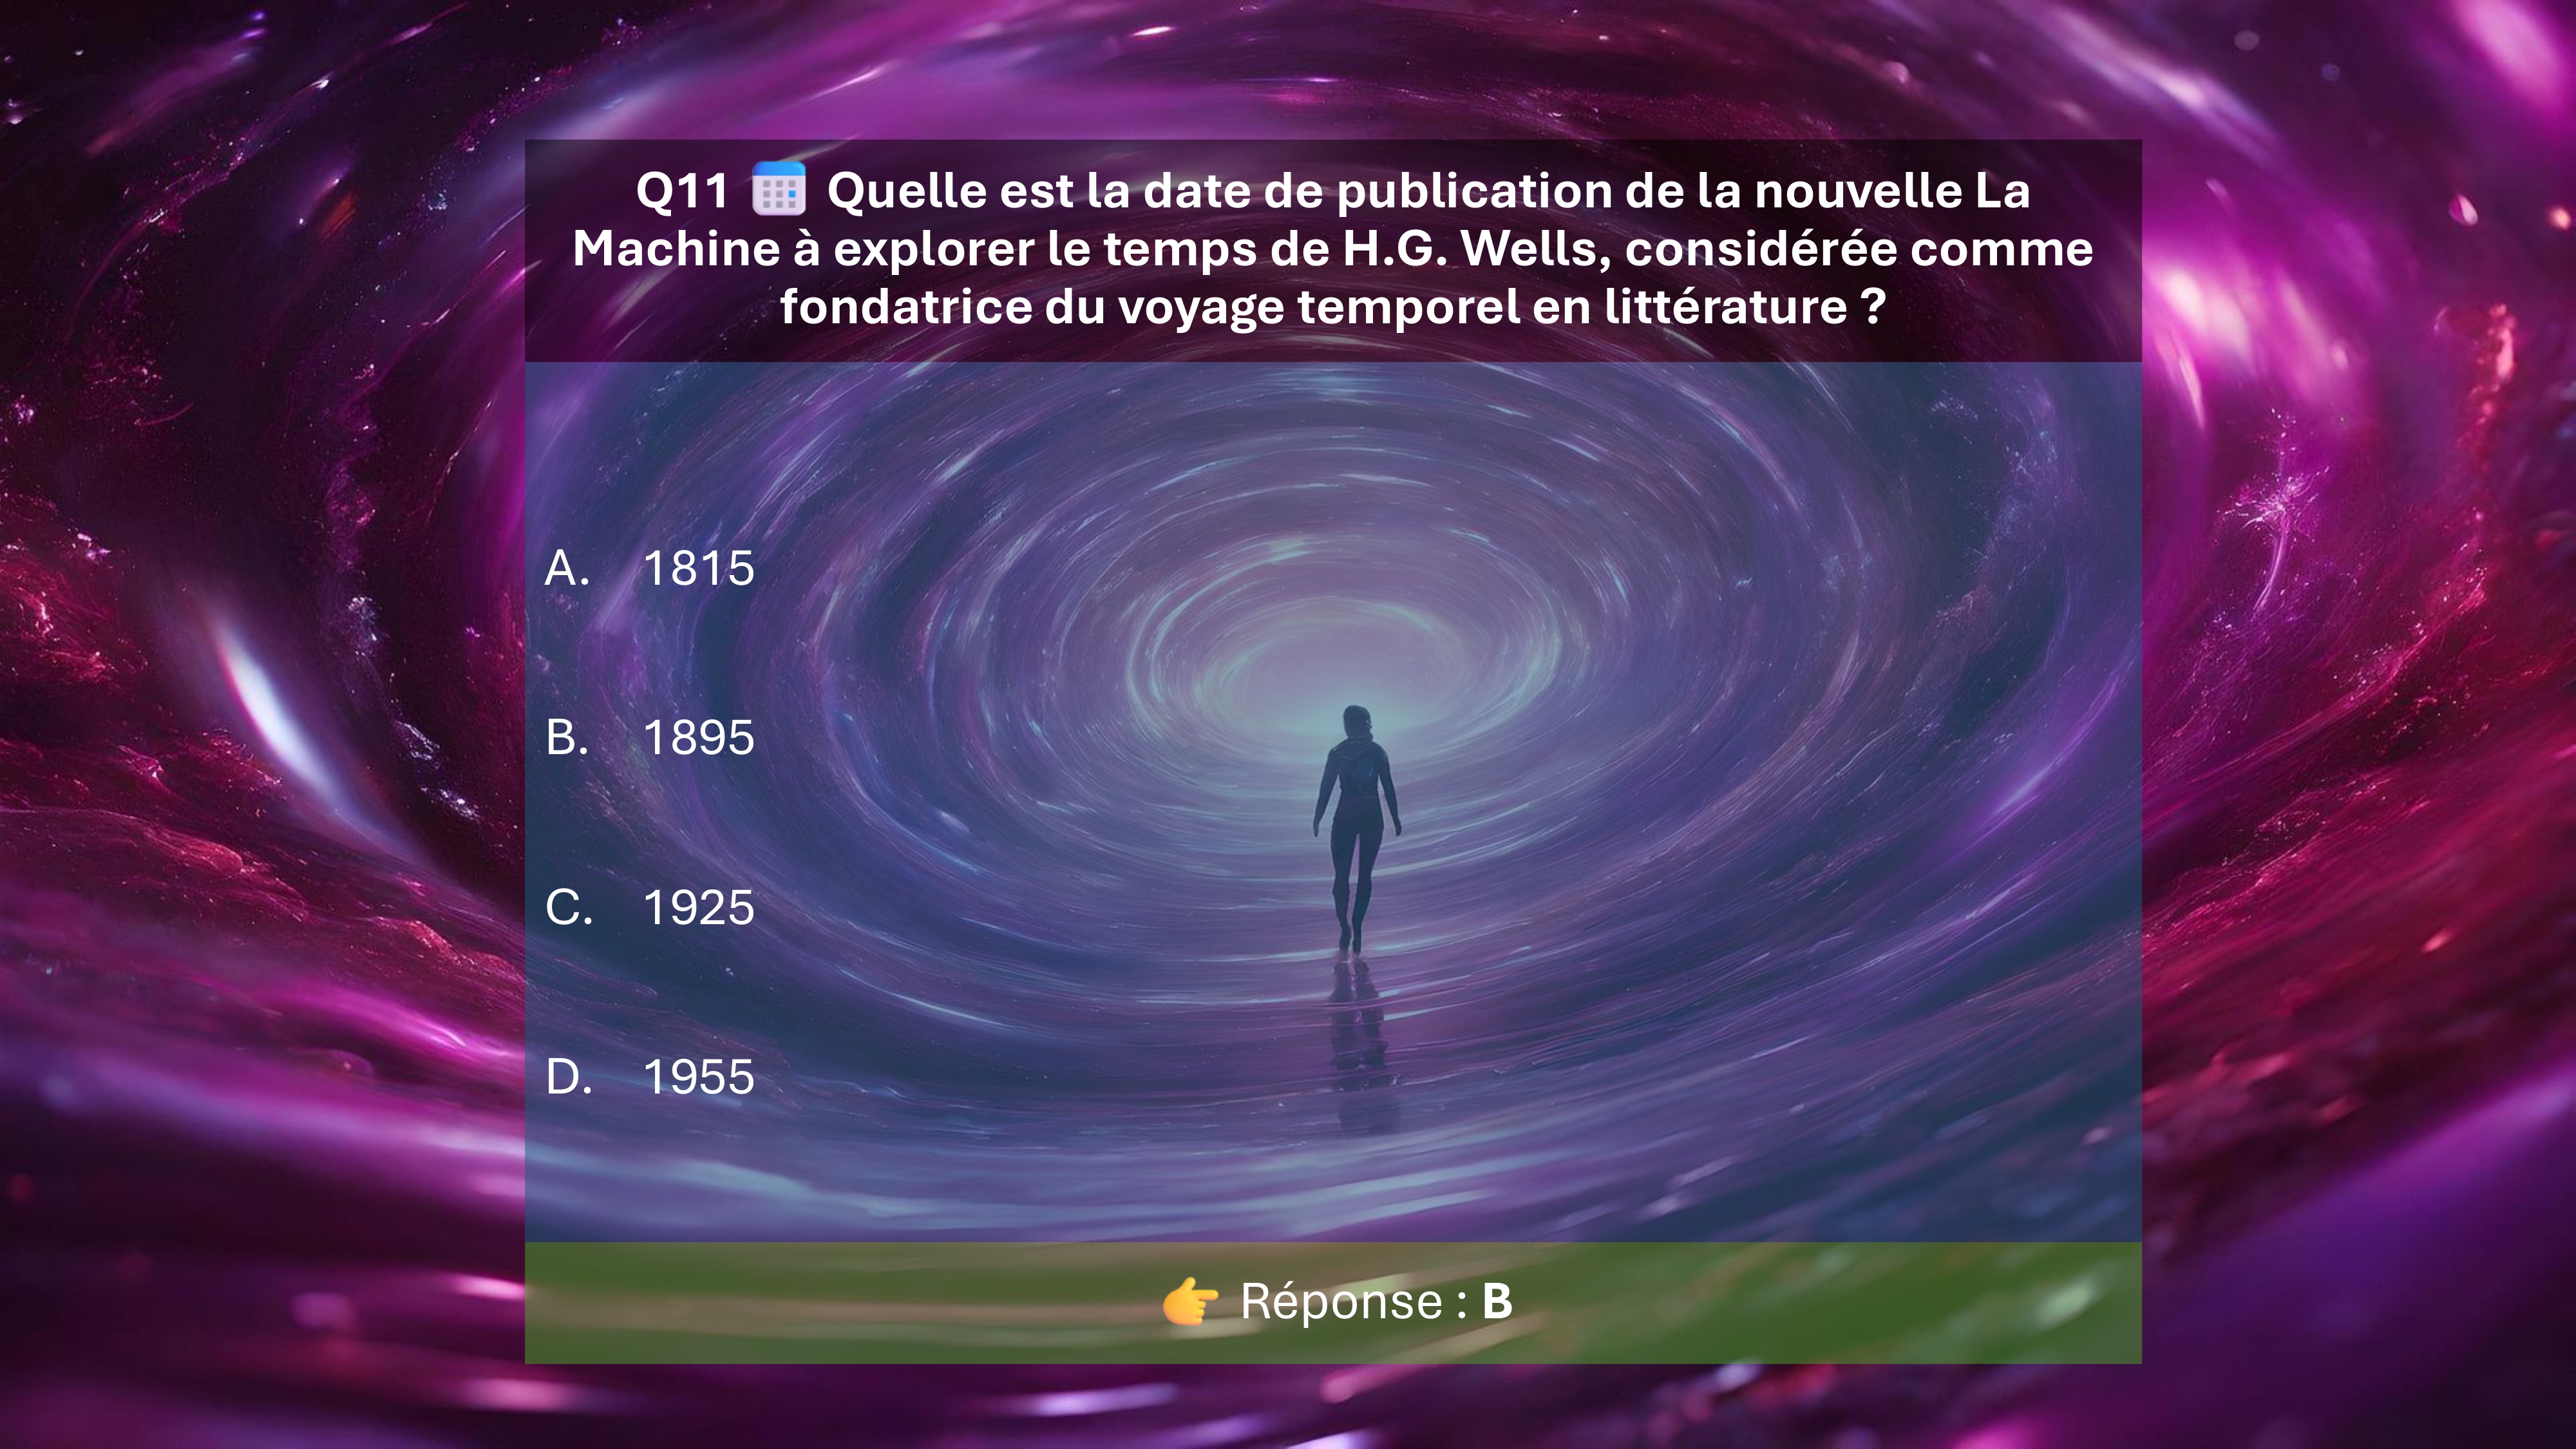 Q11 📅 Quelle est la date de publication de la nouvelle La
Machine à explorer le temps de H.G. Wells, considérée comme
fondatrice du voyage temporel en littérature ?
A. 1815
B. 1895
C. 1925
D. 1955
👉 Réponse : B